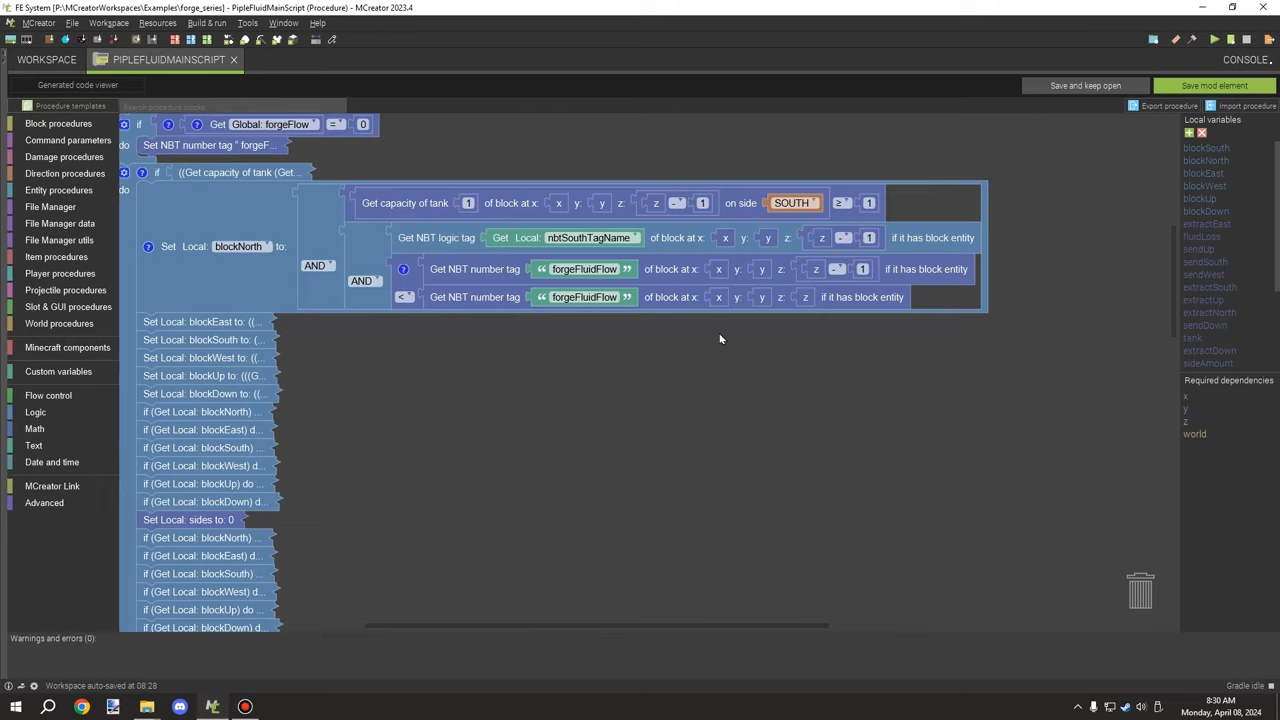 FE System [P:\MCreatorWorkspaces\Examples\forge_series] - PipleFluidMainScript (Procedure) - MCreator 2023.4
MCreator File Workspace Resources Build & run Tools Window Help
WORKSPACE PIPLEFLUIDMAINSCRIPT CONSOLE
Generated code viewer Save and keep open Save mod element
Procedure templates Search procedure blocks Export procedure Import procedure
Block procedures
Command procedures
Damage procedures
Direction procedures
Entity procedures
File Manager
File Manager data
File Manager utils
Item procedures
Player procedures
Projectile procedures
Slot & GUI procedures
World procedures
Minecraft components
Custom variables
Flow control
Logic
Math
Text
Date and time
MCreator Link
Advanced
if Get Global: forgeFlow = 0
do Set NBT number tag " forgeF...
if ((Get capacity of tank (Get...
do
Set Local: blockNorth to:
AND
Get capacity of tank 1 of block at x: x y: y z: z - 1 on side SOUTH ≥ 1
AND
Get NBT logic tag Get Local: nbtSouthTagName of block at x: x y: y z: z - 1 if it has block entity
Get NBT number tag “ forgeFluidFlow ” of block at x: x y: y z: z - 1 if it has block entity
< Get NBT number tag “ forgeFluidFlow ” of block at x: x y: y z: z if it has block entity
Set Local: blockEast to: ((...
Set Local: blockSouth to: (...
Set Local: blockWest to: ((...
Set Local: blockUp to: (((G...
Set Local: blockDown to: ((...
if (Get Local: blockNorth) ...
if (Get Local: blockEast) d...
if (Get Local: blockSouth) ...
if (Get Local: blockWest) d...
if (Get Local: blockUp) do ...
if (Get Local: blockDown) d...
Set Local: sides to: 0
if (Get Local: blockNorth) ...
if (Get Local: blockEast) d...
if (Get Local: blockSouth) ...
if (Get Local: blockWest) d...
if (Get Local: blockUp) do ...
if (Get Local: blockDown) d...
Local variables
blockSouth
blockNorth
blockEast
blockWest
blockUp
blockDown
fluidLoss
sendUp
sendSouth
sendWest
extractSouth
extractEast
extractUp
extractNorth
sendDown
tank
extractDown
sideAmount
Required dependencies
x
y
z
world
Warnings and errors (0):
Workspace auto-saved at 08:28 Gradle idle
8:30 AM
Monday, April 08, 2024